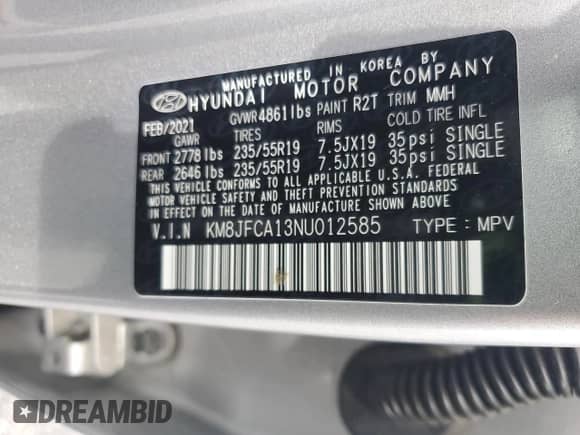 MANUFACTURED IN KOREA BY
HYUNDAI MOTOR COMPANY
FEB/2021 GVWR 4861 lbs PAINT R2T TRIM MMH
GAWR TIRES RIMS COLD TIRE INFL
FRONT 2778 lbs 235/55R19 7.5JX19 35psi SINGLE
REAR 2646 lbs 235/55R19 7.5JX19 35psi SINGLE
THIS VEHICLE CONFORMS TO ALL APPLICABLE U.S.A. FEDERAL
MOTOR VEHICLE SAFETY AND THEFT PREVENTION STANDARDS
IN EFFECT ON THE DATE OF MANUFACTURE SHOWN ABOVE
V.I.N KM8JFCA13NU012585 TYPE : MPV
DREAMBID